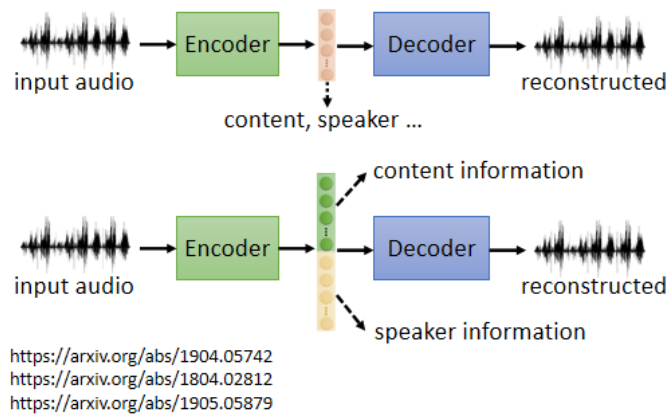 Encoder
Decoder
input audio
reconstructed
content, speaker ...
content information
Encoder
Decoder
input audio
reconstructed
speaker information
https://arxiv.org/abs/1904.05742
https://arxiv.org/abs/1804.02812
https://arxiv.org/abs/1905.05879